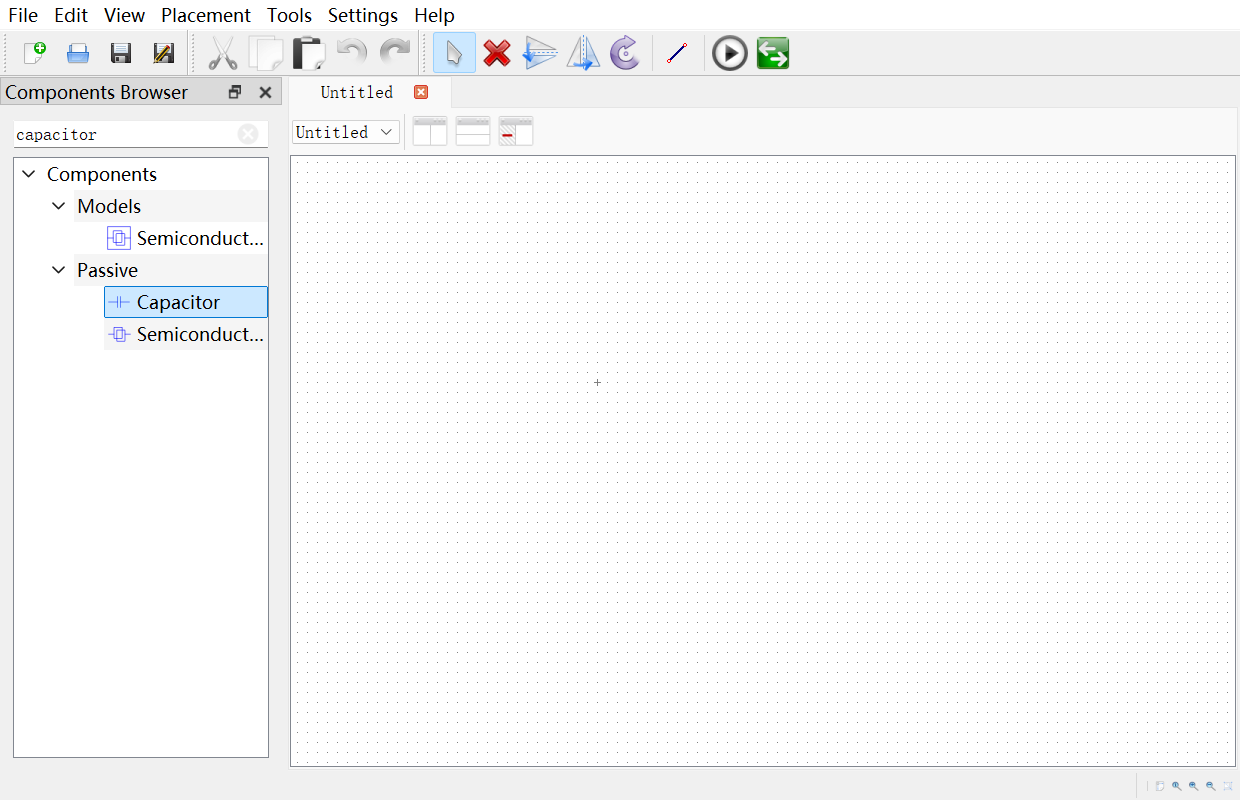 File Edit View Placement Tools Settings Help
Components Browser
Untitled
capacitor
Untitled
Components
Models
Semiconduct...
Passive
Capacitor
Semiconduct...